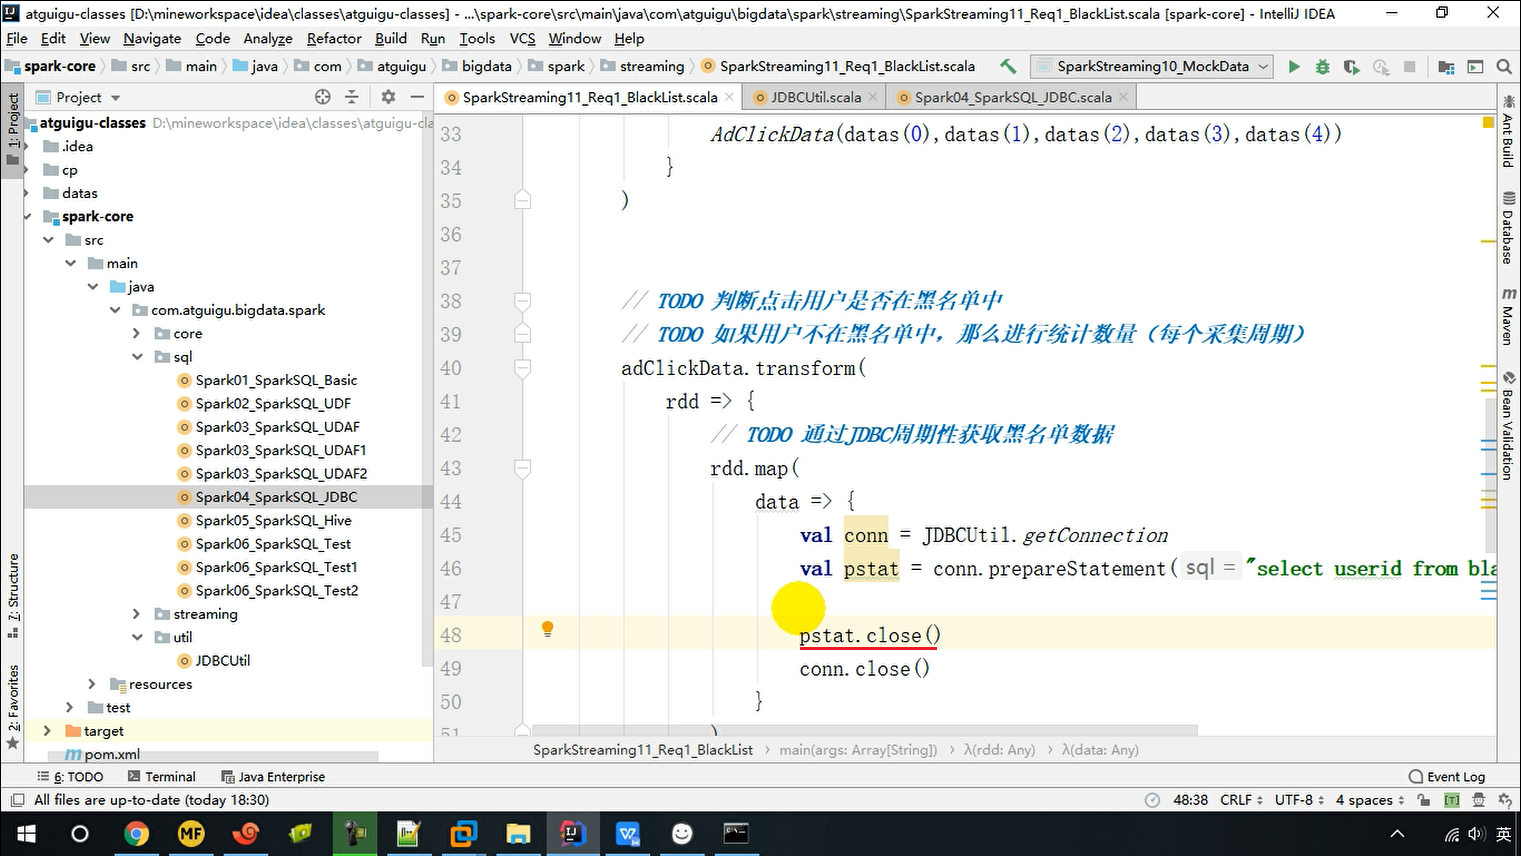 atguigu-classes [D:\mineworkspace\idea\classes\atguigu-classes] - ...\spark-core\src\main\java\com\atguigu\bigdata\spark\streaming\SparkStreaming11_Req1_BlackList.scala [spark-core] - IntelliJ IDEA
File Edit View Navigate Code Analyze Refactor Build Run Tools VCS Window Help
spark-core src main java com atguigu bigdata spark streaming SparkStreaming11_Req1_BlackList.scala SparkStreaming10_MockData
Project
SparkStreaming11_Req1_BlackList.scala JDBCUtil.scala Spark04_SparkSQL_JDBC.scala
1: Project
7: Structure
2: Favorites
atguigu-classes D:\mineworkspace\idea\classes\atguigu-cla
.idea
cp
datas
spark-core
src
main
java
com.atguigu.bigdata.spark
core
sql
Spark01_SparkSQL_Basic
Spark02_SparkSQL_UDF
Spark03_SparkSQL_UDAF
Spark03_SparkSQL_UDAF1
Spark03_SparkSQL_UDAF2
Spark04_SparkSQL_JDBC
Spark05_SparkSQL_Hive
Spark06_SparkSQL_Test
Spark06_SparkSQL_Test1
Spark06_SparkSQL_Test2
streaming
util
JDBCUtil
resources
test
target
pom.xml
33 AdClickData(datas(0),datas(1),datas(2),datas(3),datas(4))
34 }
35 )
36
37
38 // TODO 判断点击用户是否在黑名单中
39 // TODO 如果用户不在黑名单中，那么进行统计数量（每个采集周期）
40 adClickData.transform(
41 rdd => {
42 // TODO 通过JDBC周期性获取黑名单数据
43 rdd.map(
44 data => {
45 val conn = JDBCUtil.getConnection
46 val pstat = conn.prepareStatement( sql = "select userid from bla
47
48 pstat.close()
49 conn.close()
50 }
51 )
Ant Build
Database
Maven
Bean Validation
SparkStreaming11_Req1_BlackList main(args: Array[String]) λ(rdd: Any) λ(data: Any)
6: TODO Terminal Java Enterprise Event Log
All files are up-to-date (today 18:30) 48:38 CRLF UTF-8 4 spaces
英